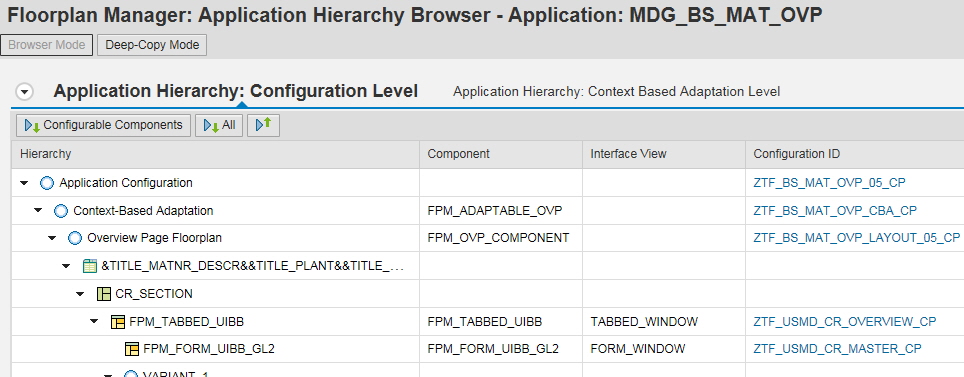 Floorplan Manager: Application Hierarchy Browser - Application: MDG_BS_MAT_OVP
Browser Mode Deep-Copy Mode
Application Hierarchy: Configuration Level Application Hierarchy: Context Based Adaptation Level
Configurable Components All
Hierarchy Component Interface View Configuration ID
Application Configuration ZTF_BS_MAT_OVP_05_CP
Context-Based Adaptation FPM_ADAPTABLE_OVP ZTF_BS_MAT_OVP_CBA_CP
Overview Page Floorplan FPM_OVP_COMPONENT ZTF_BS_MAT_OVP_LAYOUT_05_CP
&TITLE_MATNR_DESCR&&TITLE_PLANT&&TITLE_...
CR_SECTION
FPM_TABBED_UIBB FPM_TABBED_UIBB TABBED_WINDOW ZTF_USMD_CR_OVERVIEW_CP
FPM_FORM_UIBB_GL2 FPM_FORM_UIBB_GL2 FORM_WINDOW ZTF_USMD_CR_MASTER_CP
VARIANT_1